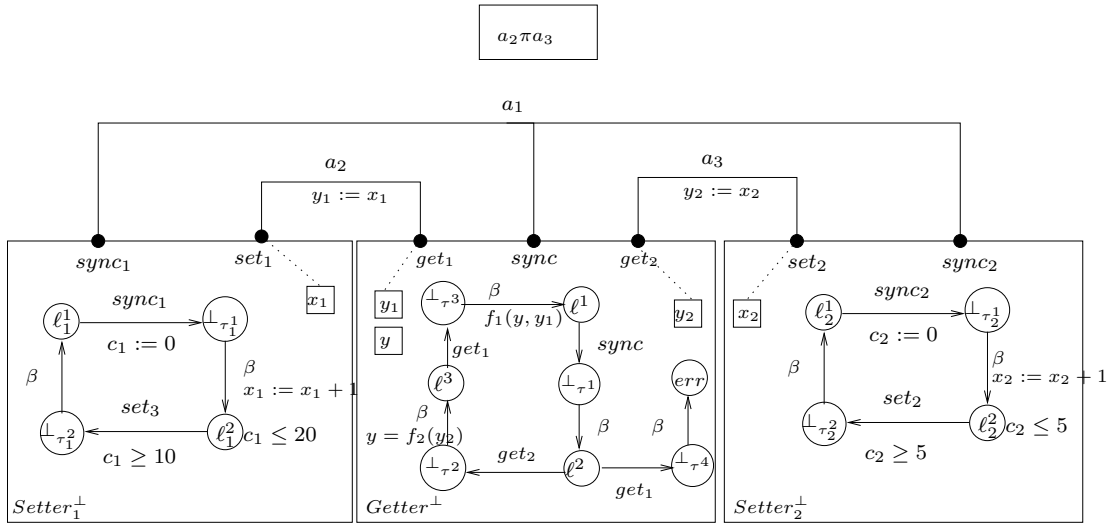 a₂πa₃
a₁
a₂
y₁ := x₁
a₃
y₂ := x₂
sync₁
set₁
get₁
sync
get₂
set₂
sync₂
x₁
y₁
y
y₂
x₂
ℓ₁¹
sync₁
c₁ := 0
⊥τ₁¹
β
β
x₁ := x₁ + 1
⊥τ₁²
set₃
c₁ ≥ 10
ℓ₁²
c₁ ≤ 20
Setter₁^⊥
⊥τ³
β
f₁(y, y₁)
ℓ¹
get₁
sync
ℓ³
⊥τ¹
err
β
y = f₂(y₂)
β
β
⊥τ²
get₂
ℓ²
get₁
⊥τ⁴
Getter^⊥
ℓ₂¹
sync₂
c₂ := 0
⊥τ₂¹
β
β
x₂ := x₂ + 1
⊥τ₂²
set₂
c₂ ≥ 5
ℓ₂²
c₂ ≤ 5
Setter₂^⊥